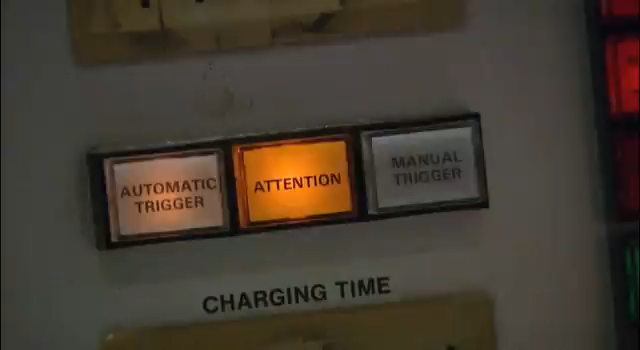 AUTOMATIC
TRIGGER
ATTENTION
MANUAL
TRIGGER
CHARGING TIME